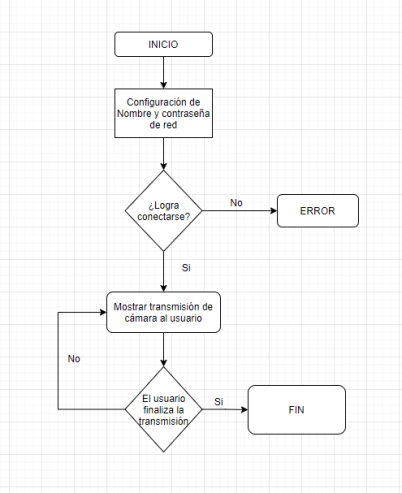 INICIO
Configuración de
Nombre y contraseña
de red
¿Logra
conectarse?
No
ERROR
Si
Mostrar transmisión de
cámara al usuario
No
El usuario
finaliza la
transmisión
Si
FIN